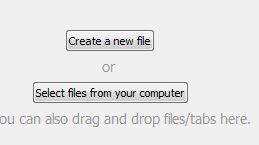 Create a new file
or
Select files from your computer
ou can also drag and drop files/tabs here.